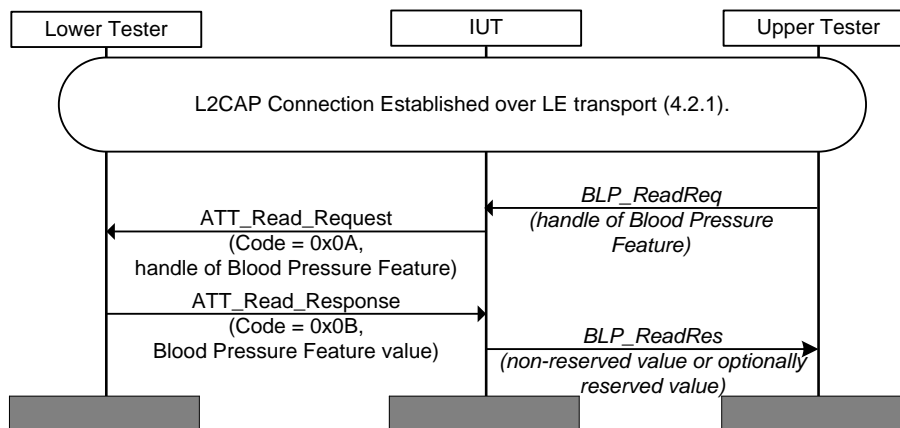 Lower Tester
IUT
Upper Tester
L2CAP Connection Established over LE transport (4.2.1).
BLP_ReadReq
(handle of Blood Pressure
Feature)
ATT_Read_Request
(Code = 0x0A,
handle of Blood Pressure Feature)
ATT_Read_Response
(Code = 0x0B,
Blood Pressure Feature value)
BLP_ReadRes
(non-reserved value or optionally
reserved value)